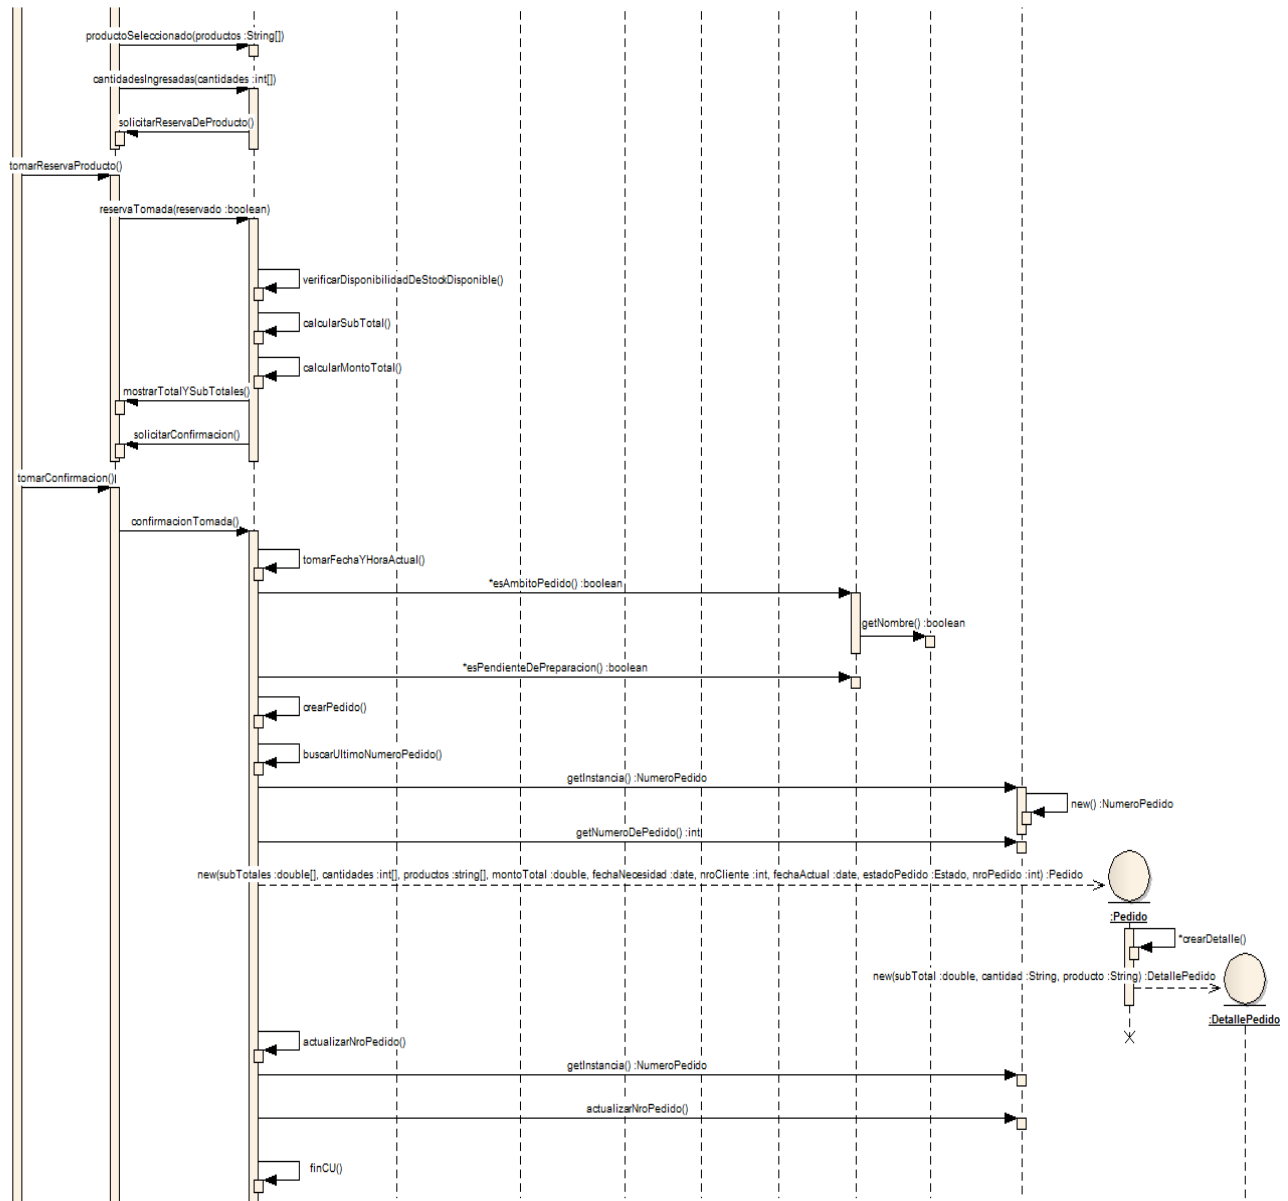 productoSeleccionado(productos :String[])
cantidadesIngresadas(cantidades :int[])
solicitarReservaDeProducto()
tomarReservaProducto()
reservaTomada(reservado :boolean)
verificarDisponibilidadDeStockDisponible()
calcularSubTotal()
calcularMontoTotal()
mostrarTotalYSubTotales()
solicitarConfirmacion()
tomarConfirmacion()
confirmacionTomada()
tomarFechaYHoraActual()
*esAmbitoPedido() :boolean
getNombre() :boolean
*esPendienteDePreparacion() :boolean
crearPedido()
buscarUltimoNumeroPedido()
getInstancia() :NumeroPedido
new() :NumeroPedido
getNumeroDePedido() :int
new(subTotales :double[], cantidades :int[], productos :string[], montoTotal :double, fechaNecesidad :date, nroCliente :int, fechaActual :date, estadoPedido :Estado, nroPedido :int) :Pedido
:Pedido
*crearDetalle()
new(subTotal :double, cantidad :String, producto :String) :DetallePedido
:DetallePedido
actualizarNroPedido()
getInstancia() :NumeroPedido
actualizarNroPedido()
finCU()